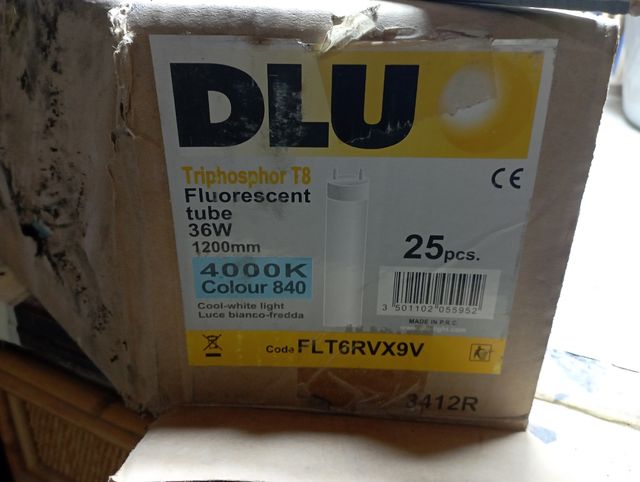 DLU
Triphosphor T8
Fluorescent
tube
36W
1200mm
4000K
Colour 840
Cool-white light
Luce bianco-fredda
CE
25pcs.
3 501102 055952
MADE IN P.R.C.
Code FLT6RVX9V
3412R